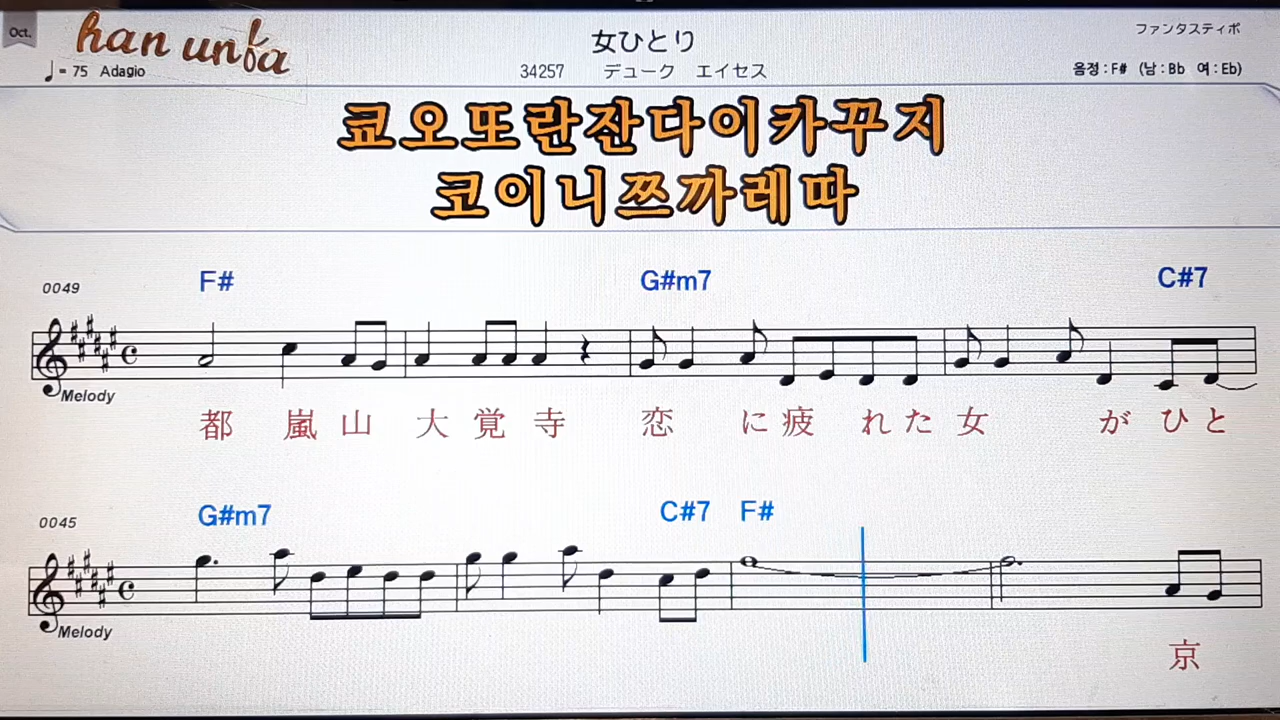 Oct.
han unfa
女ひとり
ファンタスティポ
♩= 75 Adagio
34257 デューク エイセス
음정 : F# (남 : Bb 여 : Eb)
쿄오또란잔다이카꾸지
코이니쯔까레따
0049
F# G#m7 C#7
Melody
都 嵐 山 大 覚 寺 恋 に 疲 れ た 女 が ひ と
0045
G#m7 C#7 F#
Melody
京